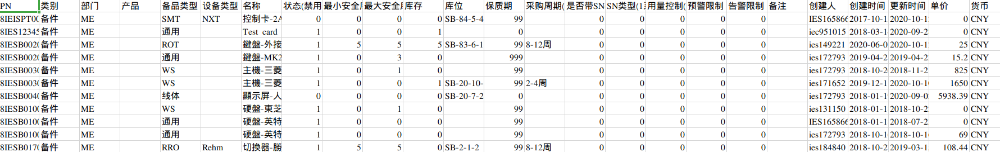 PN 类别 部门 产品 备品类型 设备类型 名称 状态(禁用 最小安全 最大安全 库存 库位 保质期 采购周期( 是否带SN SN类型(1 用量控制( 预警限制 告警限制 备注 创建人 创建时间 更新时间 单价 货币
8IEISPT00 备件 ME SMT NXT 控制卡-2A 0 0 0 0 SB-84-5-4 99 0 0 0 0 0 IES165866 2017-10-1 2020-10-1 0 CNY
8IES12345 备件 ME 通用 Test card 1 0 0 1 0 0 0 0 0 0 iec951015 2018-03-1 2020-09-2 0 CNY
8IESB0020 备件 ME ROT 鍵盤-外接 1 5 5 5 SB-83-6-1 99 8-12周 0 0 0 0 0 ies149221 2020-06-0 2020-10-1 25 CNY
8IESB0020 备件 ME 通用 鍵盤-MK2 1 0 3 0 999 0 0 0 0 0 ies172793 2019-04-2 2019-04-2 15.2 CNY
8IESB0030 备件 ME WS 主機-三菱 1 0 1 0 99 0 0 0 0 0 ies172793 2018-10-2 2018-11-2 825 CNY
8IESB0030 备件 ME WS 主機-三菱 1 0 0 1 SB-20-10- 99 2-4周 0 0 0 0 0 ies171652 2019-12-1 2020-10-1 1650 CNY
8IESB0040 备件 ME 线体 顯示屏-人 0 0 0 0 SB-20-7-2 0 0 0 0 0 0 ies172793 2018-01-1 2020-09-0 5938.39 CNY
8IESB0100 备件 ME WS 硬盤-東芝 1 0 1 0 99 0 0 0 0 0 ies131150 2018-01-1 2018-10-2 0 CNY
8IESB0100 备件 ME 通用 硬盤-英特 1 0 0 0 99 0 0 0 0 0 IES165866 2018-01-1 2018-07-2 0 CNY
8IESB0100 备件 ME 通用 硬盤-英特 1 0 0 0 99 0 0 0 0 0 ies172793 2018-10-1 2018-10-1 69 CNY
8IESB0170 备件 ME RRO Rehm 切換器-勝 1 5 5 0 SB-2-1-2 99 8-12周 0 0 0 0 0 ies184840 2018-10-2 2019-03-1 108.44 CNY